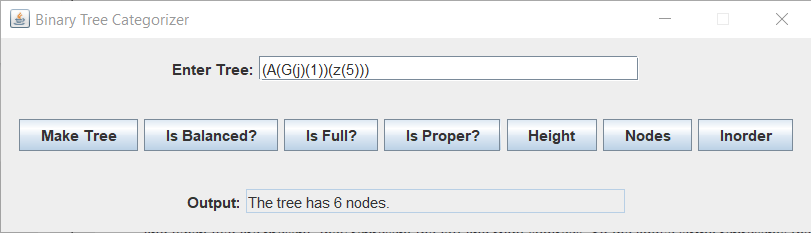 Binary Tree Categorizer
Enter Tree: (A(G(j)(1))(z(5)))
Make Tree Is Balanced? Is Full? Is Proper? Height Nodes Inorder
Output: The tree has 6 nodes.